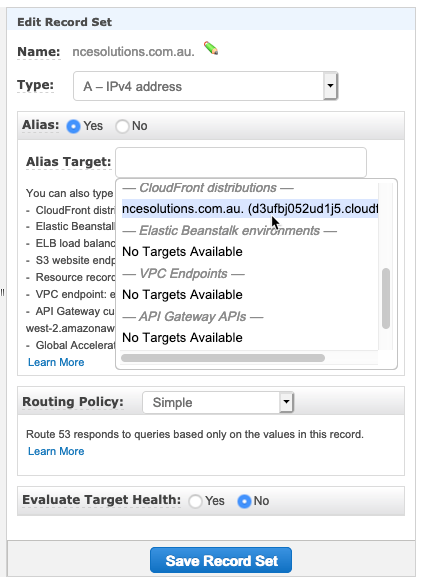 Edit Record Set
Name: ncesolutions.com.au.
Type: A – IPv4 address
Alias: Yes No
Alias Target:
You can also type
— CloudFront distributions —
- CloudFront distr
ncesolutions.com.au. (d3ufbj052ud1j5.cloudf
- Elastic Beanstall
— Elastic Beanstalk environments —
- ELB load balanc
No Targets Available
- S3 website endp
— VPC Endpoints —
- Resource record
No Targets Available
- VPC endpoint: e
— API Gateway APIs —
- API Gateway cu
west-2.amazonaw
No Targets Available
- Global Accelerat
Learn More
Routing Policy: Simple
Route 53 responds to queries based only on the values in this record.
Learn More
Evaluate Target Health: Yes No
Save Record Set